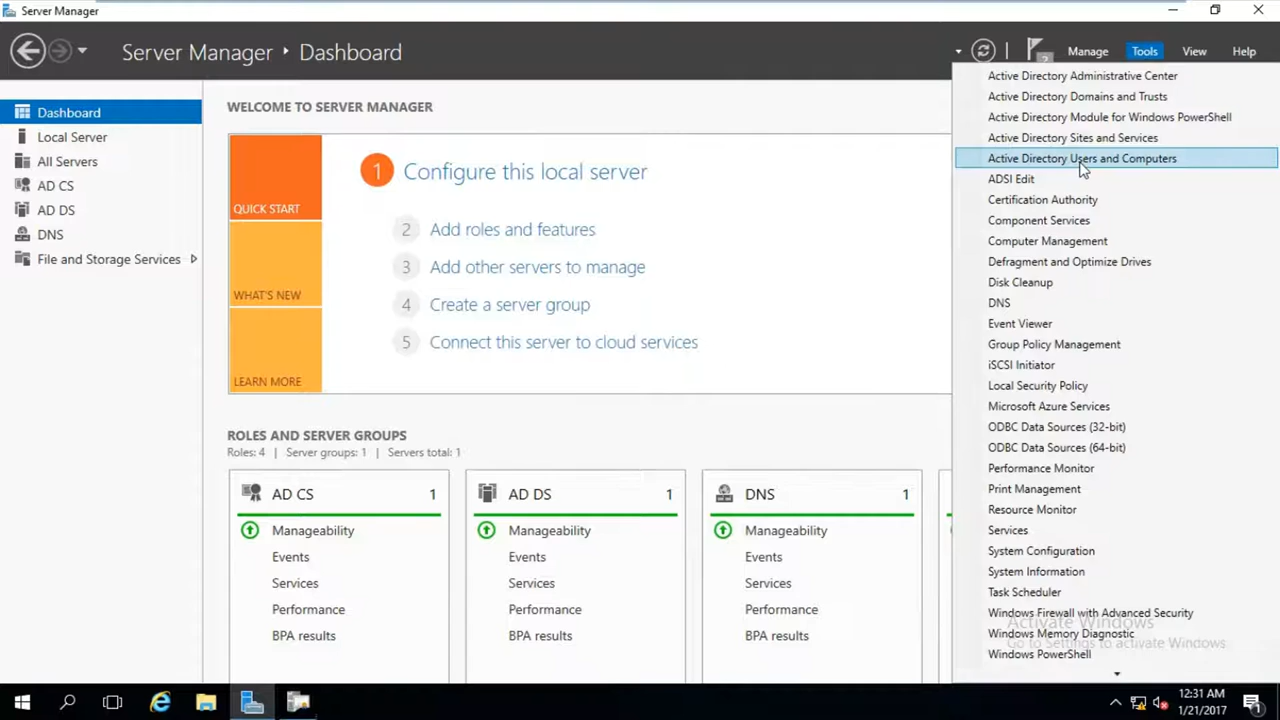 Server Manager
Server Manager ▸ Dashboard
Manage
Tools
View
Help
Dashboard
Local Server
All Servers
AD CS
AD DS
DNS
File and Storage Services
WELCOME TO SERVER MANAGER
QUICK START
WHAT'S NEW
LEARN MORE
1 Configure this local server
2 Add roles and features
3 Add other servers to manage
4 Create a server group
5 Connect this server to cloud services
ROLES AND SERVER GROUPS
Roles: 4 | Server groups: 1 | Servers total: 1
AD CS 1
Manageability
Events
Services
Performance
BPA results
AD DS 1
Manageability
Events
Services
Performance
BPA results
DNS 1
Manageability
Events
Services
Performance
BPA results
Active Directory Administrative Center
Active Directory Domains and Trusts
Active Directory Module for Windows PowerShell
Active Directory Sites and Services
Active Directory Users and Computers
ADSI Edit
Certification Authority
Component Services
Computer Management
Defragment and Optimize Drives
Disk Cleanup
DNS
Event Viewer
Group Policy Management
iSCSI Initiator
Local Security Policy
Microsoft Azure Services
ODBC Data Sources (32-bit)
ODBC Data Sources (64-bit)
Performance Monitor
Print Management
Resource Monitor
Services
System Configuration
System Information
Task Scheduler
Windows Firewall with Advanced Security
Windows Memory Diagnostic
Windows PowerShell
Activate Windows
Go to Settings to activate Windows.
12:31 AM
1/21/2017
1